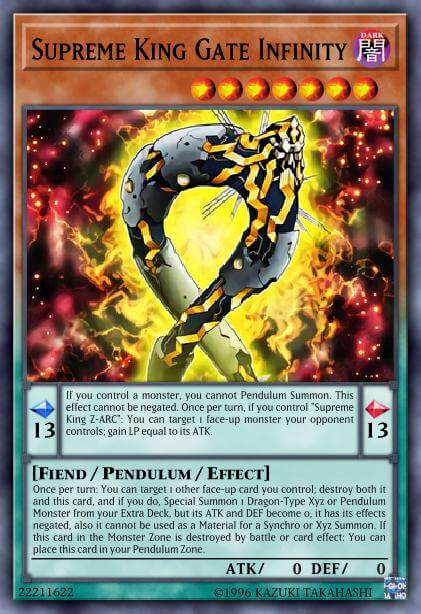 SUPREME KING GATE INFINITY
DARK
闇
If you control a monster, you cannot Pendulum Summon. This
effect cannot be negated. Once per turn, if you control "Supreme
King Z-ARC": You can target 1 face-up monster your opponent
controls; gain LP equal to its ATK.
13
13
[FIEND / PENDULUM / EFFECT]
Once per turn: You can target 1 other face-up card you control; destroy both it
and this card, and if you do, Special Summon 1 Dragon-Type Xyz or Pendulum
Monster from your Extra Deck, but its ATK and DEF become 0, it has its effects
negated, also it cannot be used as a Material for a Synchro or Xyz Summon. If
this card in the Monster Zone is destroyed by battle or card effect: You can
place this card in your Pendulum Zone.
ATK/ 0 DEF/ 0
22211622
©1996 KAZUKI TAKAHASHI